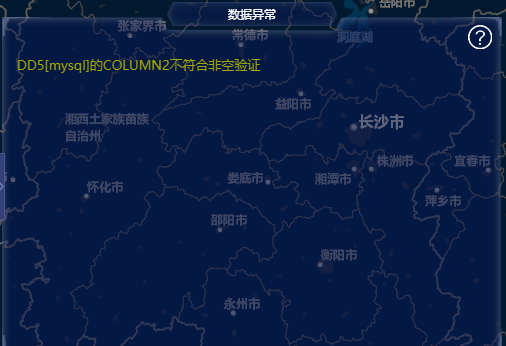 数据异常
岳阳市
张家界市
常德市
洞庭湖
?
DD5[mysql]的COLUMN2不符合非空验证
益阳市
湘西土家族苗族
自治州
长沙市
株洲市
宜春市
娄底市
湘潭市
怀化市
萍乡市
邵阳市
衡阳市
永州市